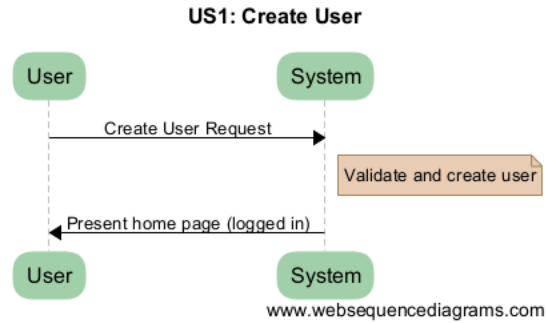 US1: Create User
User
System
Create User Request
Validate and create user
Present home page (logged in)
User
System
www.websequencediagrams.com